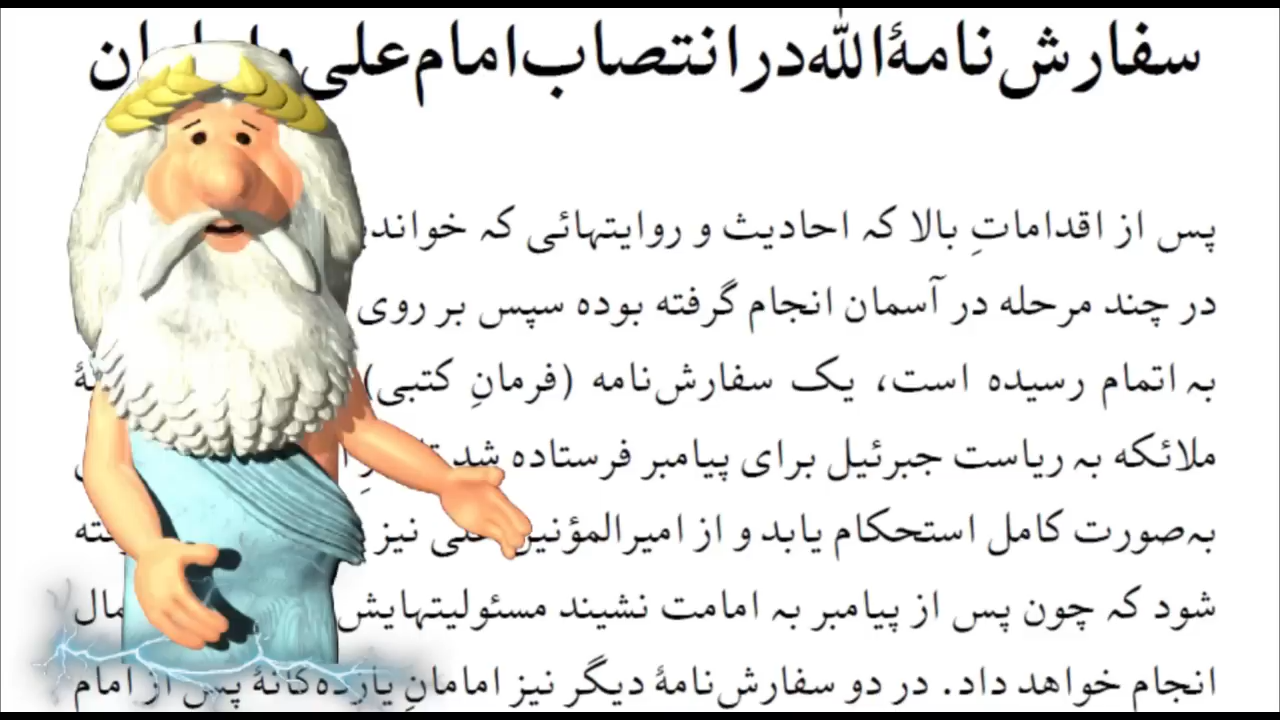 سفارش‌نامهٔ الله در انتصاب امام علی
پس از اقداماتِ بالا که احادیث و روایتهائی که
در چند مرحله در آسمان انجام گرفته بوده سپس بر روی
به اتمام رسیده است، یک سفارش‌نامه (فرمانِ کتبی)
ملائکه به ریاست جبرئیل برای پیامبر فرستاده شد
به‌صورت کامل استحکام یابد و از امیرالمؤنین علی نیز
شود که چون پس از پیامبر به امامت نشیند مسئولیتهایش
انجام خواهد داد. در دو سفارش‌نامهٔ دیگر نیز امامانِ یازده‌گانهٔ پس از امام